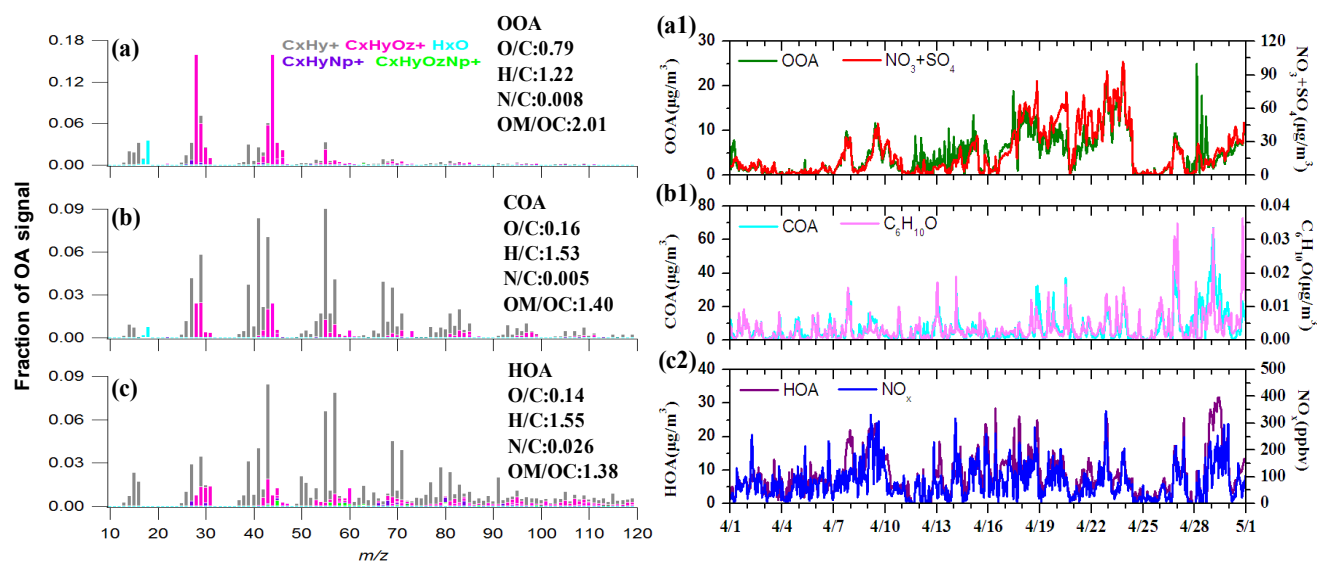 Fraction of OA signal
(a)
CxHy+ CxHyOz+ HxO
CxHyNp+ CxHyOzNp+
OOA
O/C:0.79
H/C:1.22
N/C:0.008
OM/OC:2.01
0.18
0.12
0.06
0.00
(b)
COA
O/C:0.16
H/C:1.53
N/C:0.005
OM/OC:1.40
0.09
0.06
0.03
0.00
(c)
HOA
O/C:0.14
H/C:1.55
N/C:0.026
OM/OC:1.38
0.09
0.06
0.03
0.00
10 20 30 40 50 60 70 80 90 100 110 120
m/z
(a1)
OOA NO3+SO4
OOA(μg/m3)
30
20
10
0
NO3+SO4(μg/m3)
120
90
60
30
0
(b1)
COA C6H10O
COA(μg/m3)
80
60
40
20
0
C6H10O(μg/m3)
0.04
0.03
0.02
0.01
0.00
(c2)
HOA NOx
HOA(μg/m3)
40
30
20
10
0
NOx(ppbv)
500
400
300
200
100
0
4/1 4/4 4/7 4/10 4/13 4/16 4/19 4/22 4/25 4/28 5/1